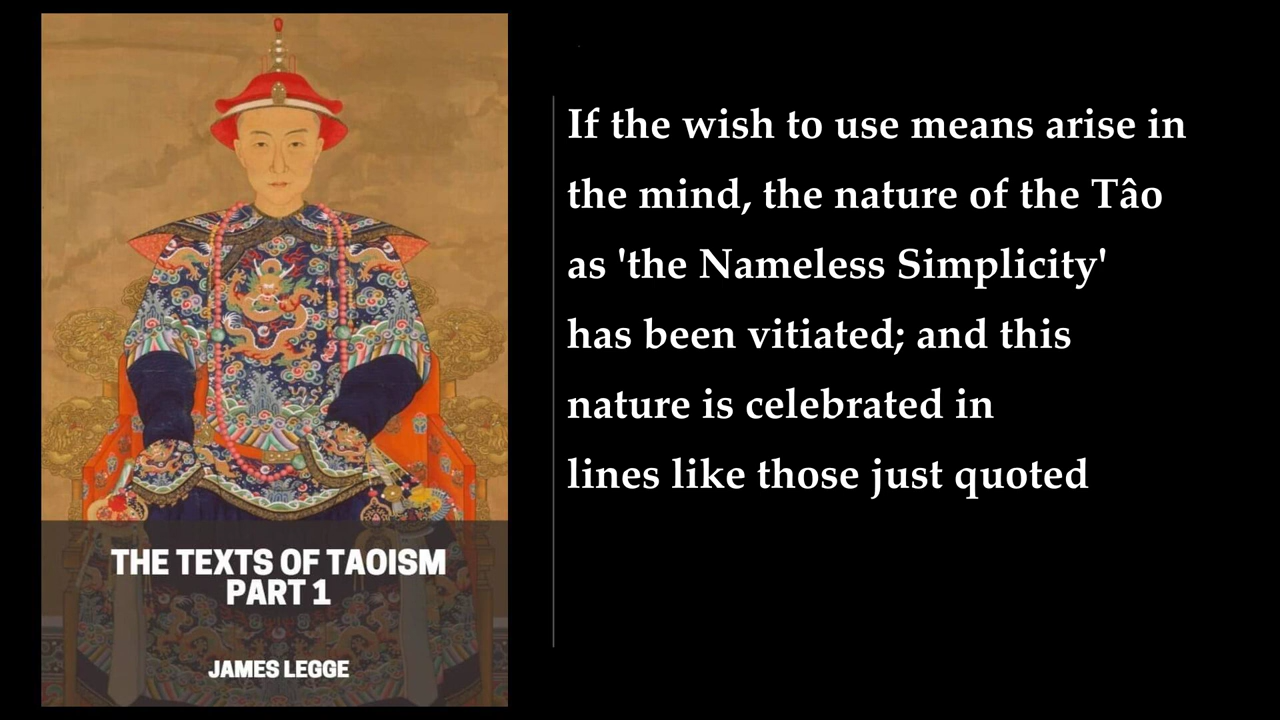 THE TEXTS OF TAOISM
PART 1
JAMES LEGGE
If the wish to use means arise in
the mind, the nature of the Tâo
as 'the Nameless Simplicity'
has been vitiated; and this
nature is celebrated in
lines like those just quoted